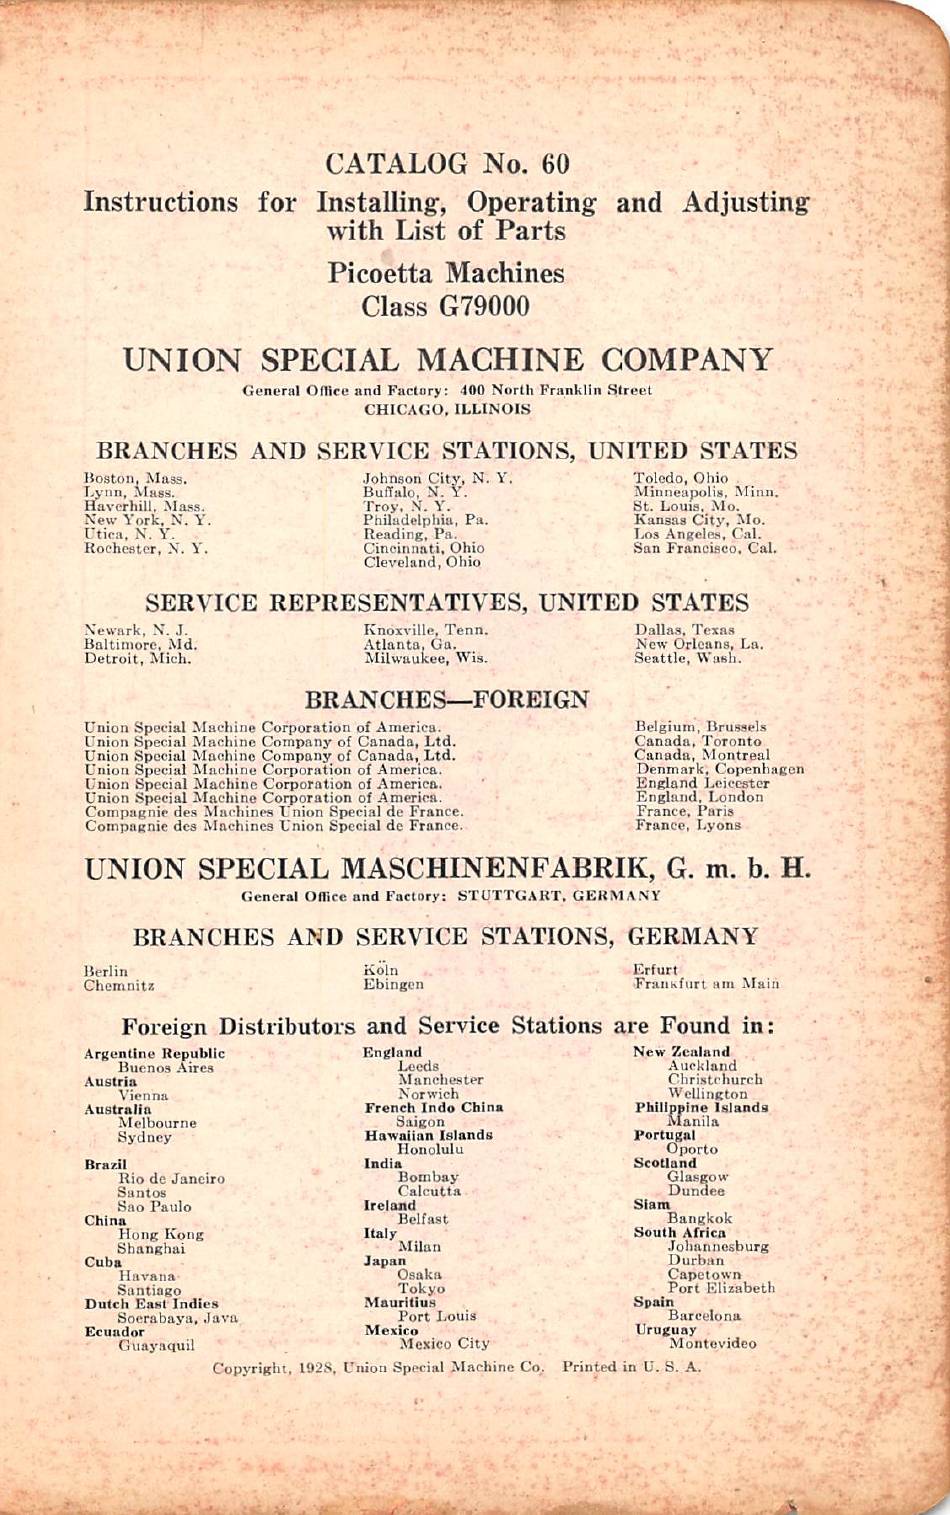 CATALOG No. 60
Instructions for Installing, Operating and Adjusting
with List of Parts
Picoetta Machines
Class G79000
UNION SPECIAL MACHINE COMPANY
General Office and Factory: 400 North Franklin Street
CHICAGO, ILLINOIS
BRANCHES AND SERVICE STATIONS, UNITED STATES
Boston, Mass.
Lynn, Mass.
Haverhill, Mass.
New York, N. Y.
Utica, N. Y.
Rochester, N. Y.
Johnson City, N. Y.
Buffalo, N. Y.
Troy, N. Y.
Philadelphia, Pa.
Reading, Pa.
Cincinnati, Ohio
Cleveland, Ohio
Toledo, Ohio
Minneapolis, Minn.
St. Louis, Mo.
Kansas City, Mo.
Los Angeles, Cal.
San Francisco, Cal.
SERVICE REPRESENTATIVES, UNITED STATES
Newark, N. J.
Baltimore, Md.
Detroit, Mich.
Knoxville, Tenn.
Atlanta, Ga.
Milwaukee, Wis.
Dallas, Texas
New Orleans, La.
Seattle, Wash.
BRANCHES—FOREIGN
Union Special Machine Corporation of America. Belgium, Brussels
Union Special Machine Company of Canada, Ltd. Canada, Toronto
Union Special Machine Company of Canada, Ltd. Canada, Montreal
Union Special Machine Corporation of America. Denmark, Copenhagen
Union Special Machine Corporation of America. England Leicester
Union Special Machine Corporation of America. England, London
Compagnie des Machines Union Special de France. France, Paris
Compagnie des Machines Union Special de France. France, Lyons
UNION SPECIAL MASCHINENFABRIK, G. m. b. H.
General Office and Factory: STUTTGART, GERMANY
BRANCHES AND SERVICE STATIONS, GERMANY
Berlin
Chemnitz
Köln
Ebingen
Erfurt
Frankfurt am Main
Foreign Distributors and Service Stations are Found in:
Argentine Republic
Buenos Aires
Austria
Vienna
Australia
Melbourne
Sydney
Brazil
Rio de Janeiro
Santos
Sao Paulo
China
Hong Kong
Shanghai
Cuba
Havana
Santiago
Dutch East Indies
Soerabaya, Java
Ecuador
Guayaquil
England
Leeds
Manchester
Norwich
French Indo China
Saigon
Hawaiian Islands
Honolulu
India
Bombay
Calcutta
Ireland
Belfast
Italy
Milan
Japan
Osaka
Tokyo
Mauritius
Port Louis
Mexico
Mexico City
New Zealand
Auckland
Christchurch
Wellington
Philippine Islands
Manila
Portugal
Oporto
Scotland
Glasgow
Dundee
Siam
Bangkok
South Africa
Johannesburg
Durban
Capetown
Port Elizabeth
Spain
Barcelona
Uruguay
Montevideo
Copyright, 1928, Union Special Machine Co. Printed in U. S. A.